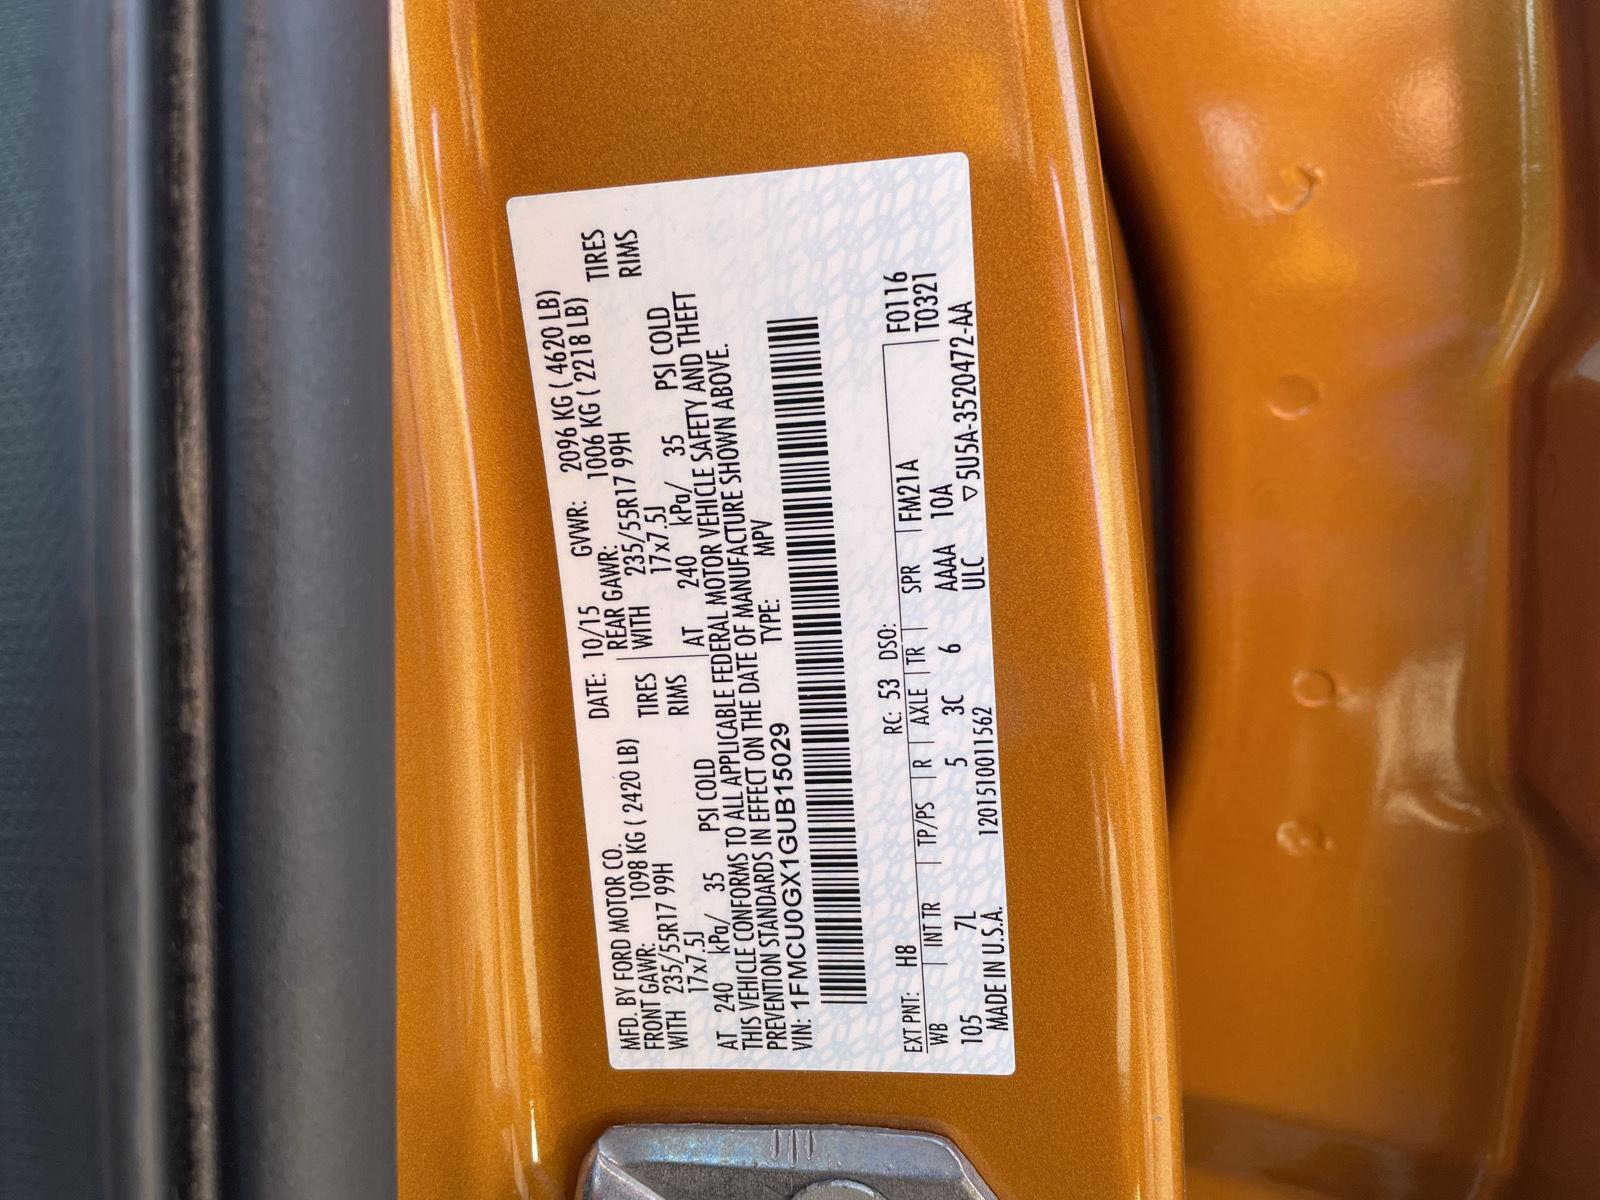 MFD. BY FORD MOTOR CO. DATE: 10/15 GVWR: 2096 KG ( 4620 LB)
FRONT GAWR: 1098 KG ( 2420 LB) REAR GAWR: 1006 KG ( 2218 LB)
WITH 235/55R17 99H TIRES WITH 235/55R17 99H TIRES
17x7.5J RIMS 17x7.5J RIMS
AT 240 kPa/ 35 PSI COLD AT 240 kPa/ 35 PSI COLD
THIS VEHICLE CONFORMS TO ALL APPLICABLE FEDERAL MOTOR VEHICLE SAFETY AND THEFT
PREVENTION STANDARDS IN EFFECT ON THE DATE OF MANUFACTURE SHOWN ABOVE.
VIN: 1FMCU0GX1GUB15029 TYPE: MPV
EXT PNT: H8 RC: 53 DSO: F0116
WB INT TR TP/PS R AXLE TR SPR FM21A T0321
105 7L 5 3C 6 AAAA 10A
MADE IN U.S.A. 1201510011562 ULC ▽5U5A-3520472-AA